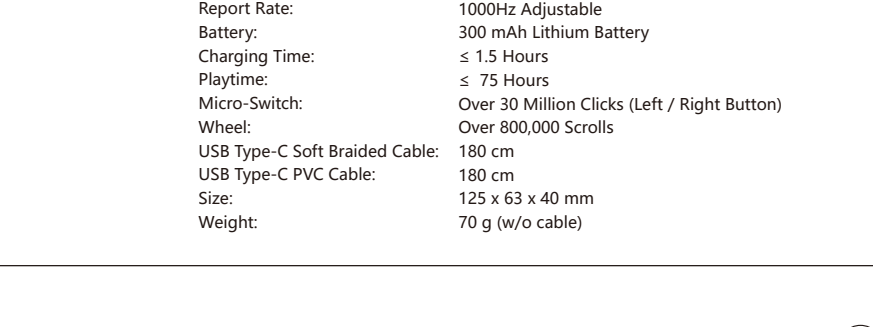 Report Rate: 1000Hz Adjustable
Battery: 300 mAh Lithium Battery
Charging Time: ≤ 1.5 Hours
Playtime: ≤ 75 Hours
Micro-Switch: Over 30 Million Clicks (Left / Right Button)
Wheel: Over 800,000 Scrolls
USB Type-C Soft Braided Cable: 180 cm
USB Type-C PVC Cable: 180 cm
Size: 125 x 63 x 40 mm
Weight: 70 g (w/o cable)